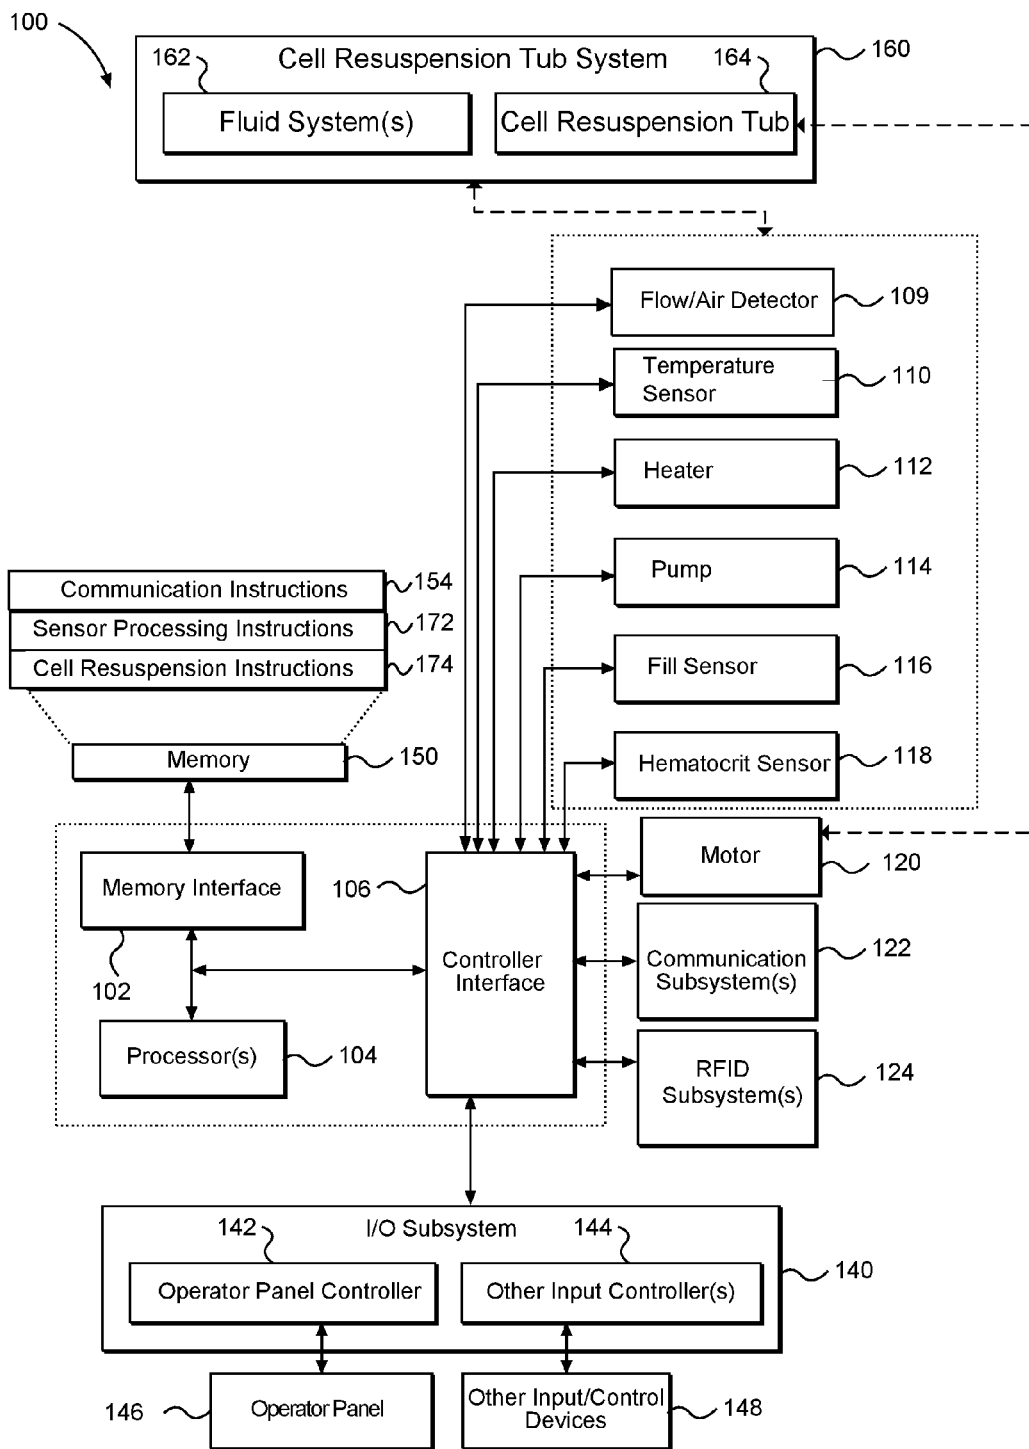 100
Cell Resuspension Tub System
160
162
164
Fluid System(s)
Cell Resuspension Tub
Flow/Air Detector
109
Temperature
Sensor
110
Heater
112
Pump
114
Fill Sensor
116
Hematocrit Sensor
118
Communication Instructions
154
Sensor Processing Instructions
172
Cell Resuspension Instructions
174
Memory
150
Memory Interface
102
Processor(s)
104
106
Controller
Interface
Motor
120
Communication
Subsystem(s)
122
RFID
Subsystem(s)
124
I/O Subsystem
140
142
144
Operator Panel Controller
Other Input Controller(s)
146
Operator Panel
Other Input/Control
Devices
148